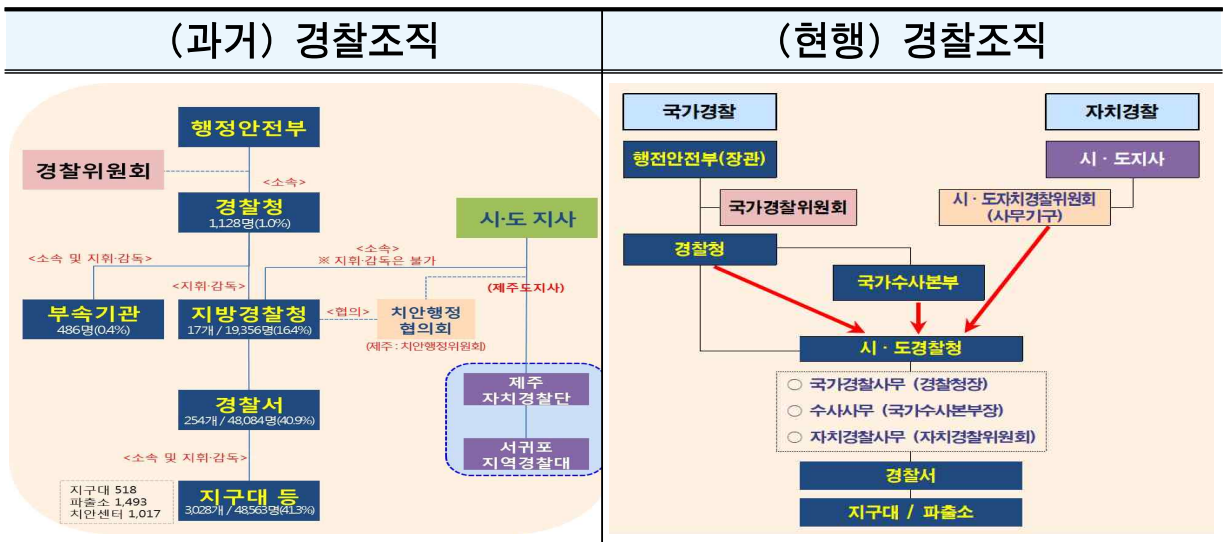 (과거) 경찰조직
행정안전부
경찰위원회
<소속>
경찰청
1,128명(1.0%)
시·도 지사
<소속 및 지휘·감독>
<소속>
※ 지휘·감독은 불가
<지휘·감독>
(제주도지사)
부속기관
486명(0.4%)
지방경찰청
17개 / 19,356명(16.4%)
<협의>
치안행정
협의회
(제주 : 치안행정위원회)
제주
자치경찰단
경찰서
254개 / 48,084명(40.9%)
서귀포
지역경찰대
<소속 및 지휘·감독>
지구대 518
파출소 1,493
치안센터 1,017
지구대 등
3,028개 / 48,563명(41.3%)
(현행) 경찰조직
국가경찰
자치경찰
행전안전부(장관)
시 · 도지사
국가경찰위원회
시 · 도자치경찰위원회
(사무기구)
경찰청
국가수사본부
시 · 도경찰청
○ 국가경찰사무 (경찰청장)
○ 수사사무 (국가수사본부장)
○ 자치경찰사무 (자치경찰위원회)
경찰서
지구대 / 파출소